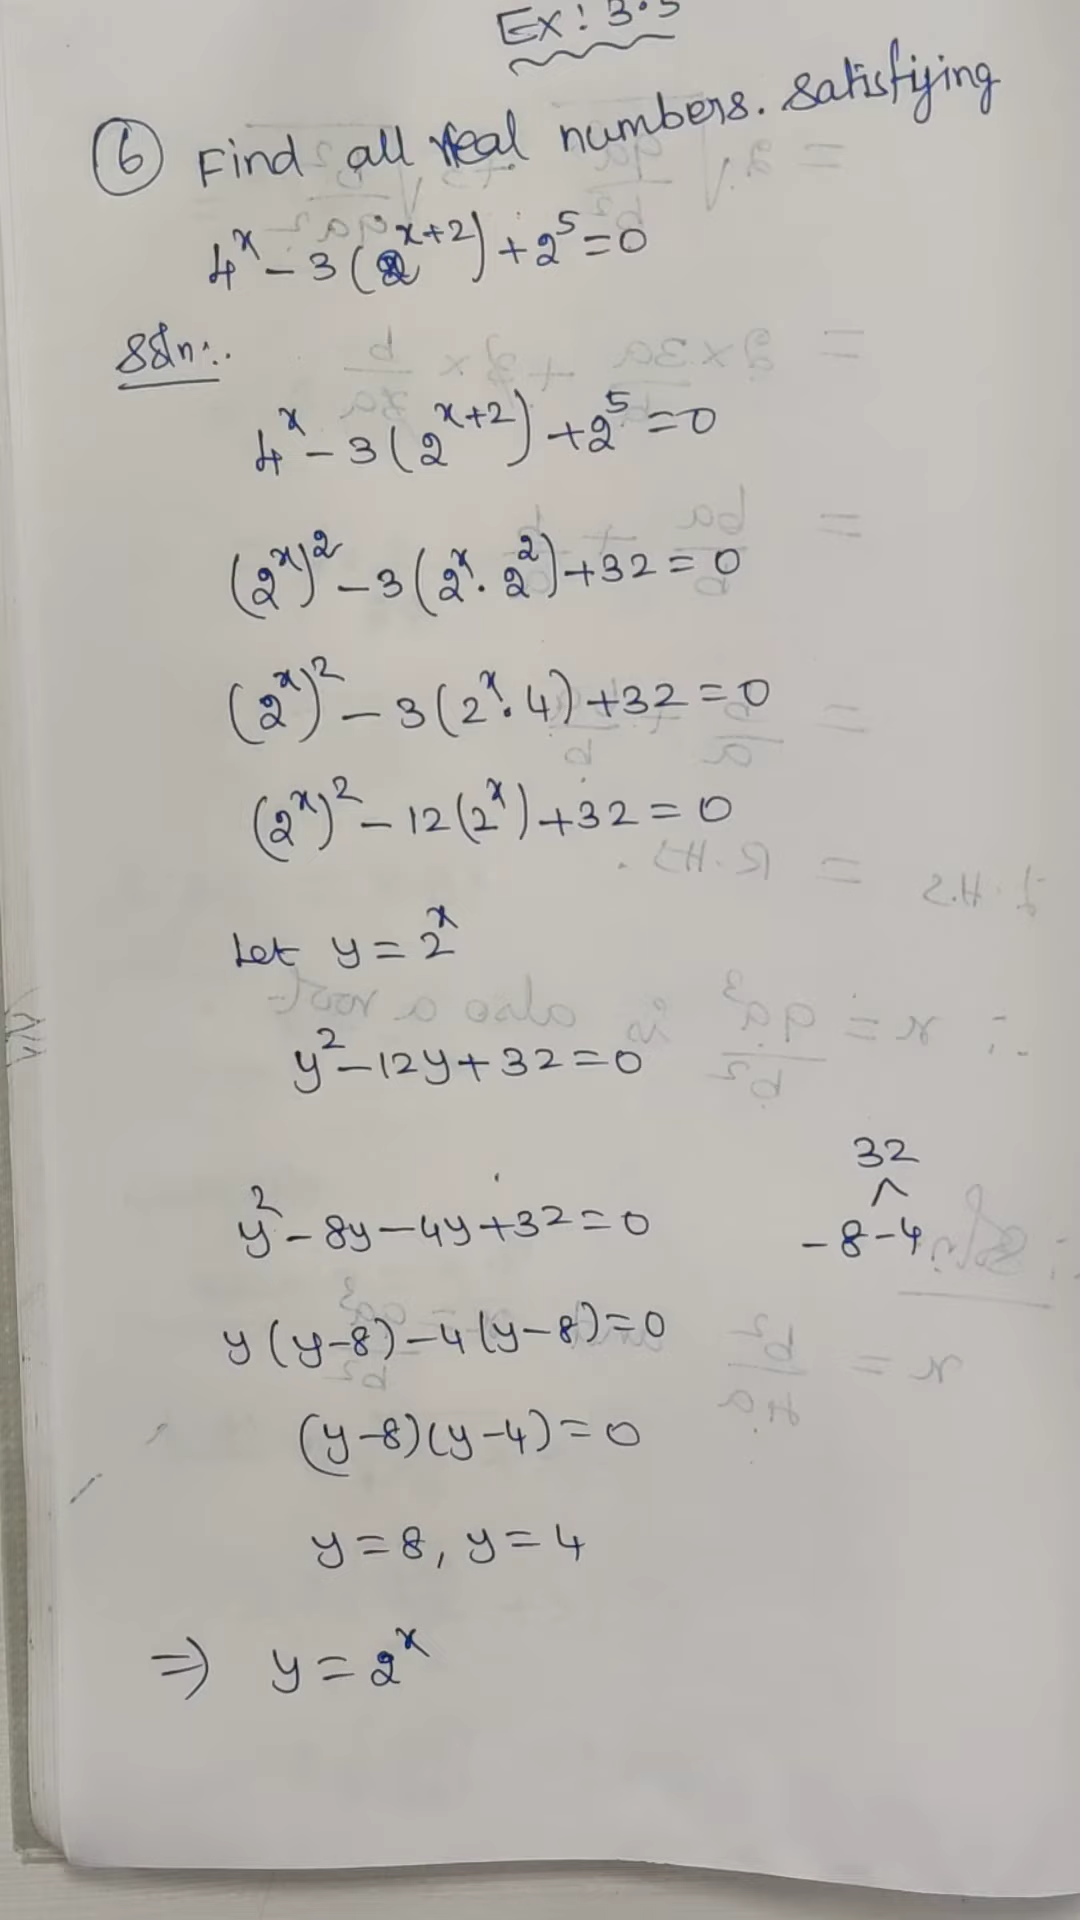 Ex: 3.5
⑥ Find all real numbers. satisfying
4^x - 3(2^{x+2}) + 2^5 = 0
Soln:.
4^x - 3(2^{x+2}) + 2^5 = 0
(2^x)^2 - 3(2^x. 2^2) + 32 = 0
(2^x)^2 - 3(2^x. 4) + 32 = 0
(2^x)^2 - 12(2^x) + 32 = 0
Let y = 2^x
y^2 - 12y + 32 = 0
32
^
-8 -4
y^2 - 8y - 4y + 32 = 0
y(y-8) - 4(y-8) = 0
(y-8)(y-4) = 0
y = 8, y = 4
⇒ y = 2^x